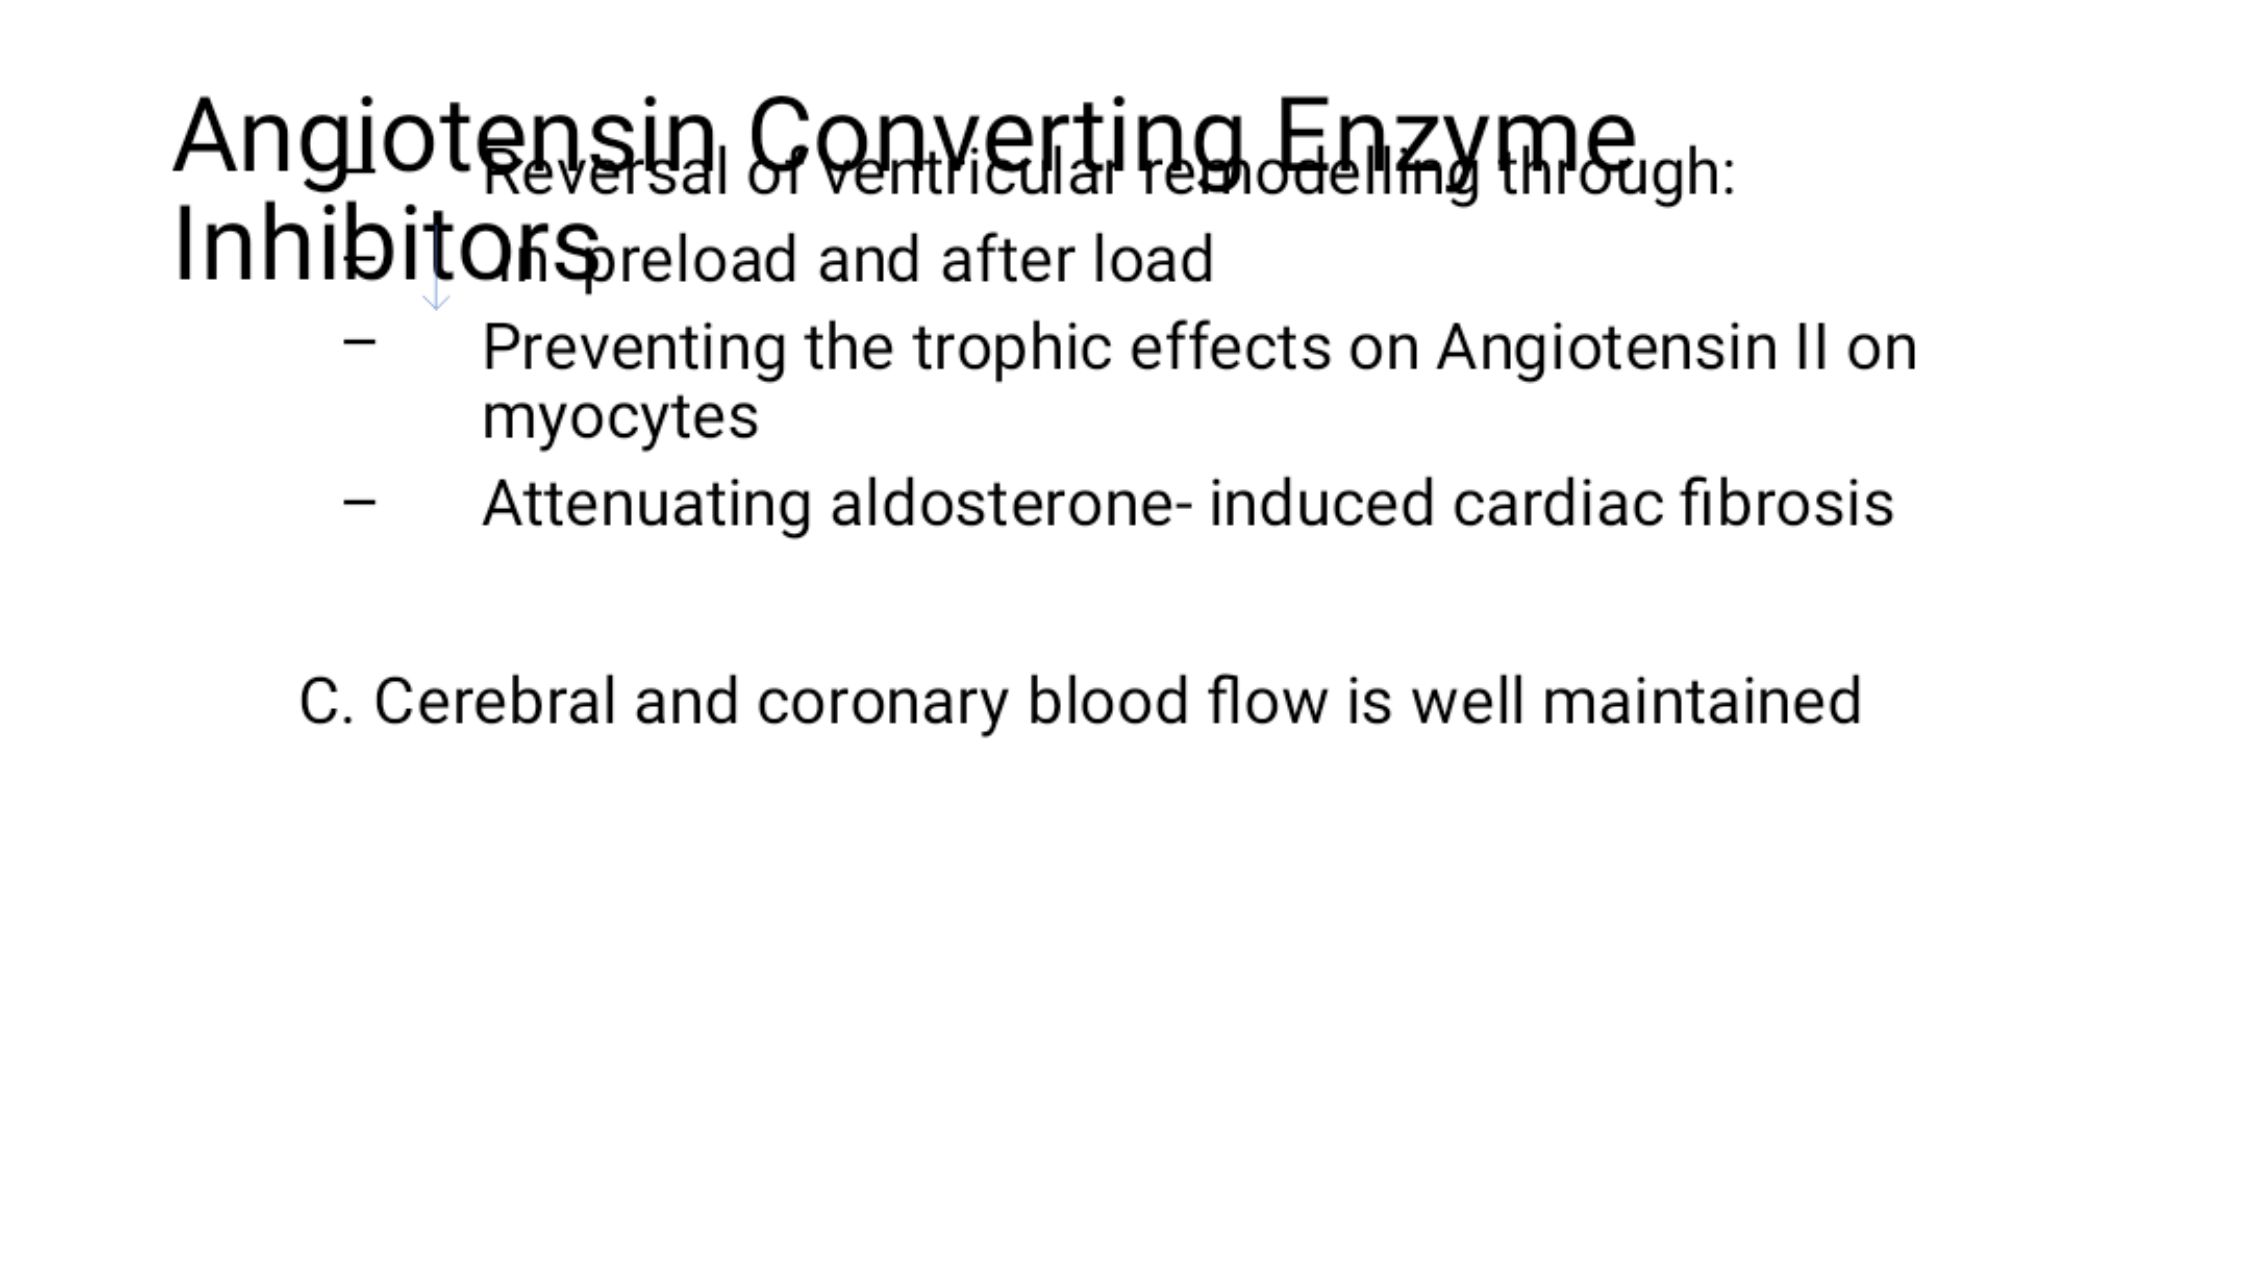 Angiotensin Converting Enzyme
Inhibitors
– Reversal of ventricular remodelling through:
– In preload and after load
– Preventing the trophic effects on Angiotensin II on
myocytes
– Attenuating aldosterone- induced cardiac fibrosis
C. Cerebral and coronary blood flow is well maintained